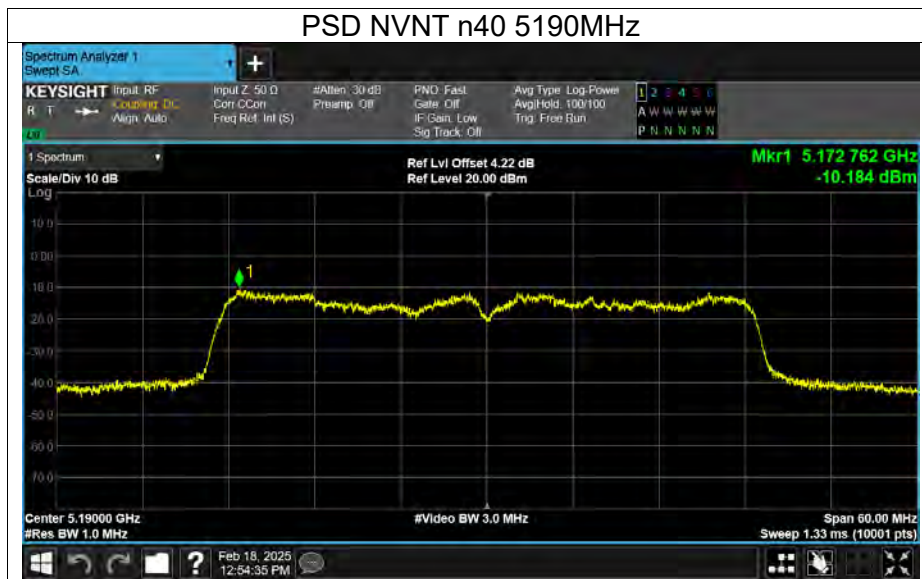 PSD NVNT n40 5190MHz
Spectrum Analyzer 1
Swept SA
+
KEYSIGHT Input: RF Input Z: 50 Ω #Atten: 30 dB PNO: Fast Avg Type: Log-Power 1 2 3 4 5 6
R T Coupling: DC Corr CCorr Preamp: Off Gate: Off Avg|Hold: 100/100 A W W W W W
Align: Auto Freq Ref: Int (S) IF Gain: Low Trig: Free Run
Sig Track: Off P N N N N N
1 Spectrum
Ref Lvl Offset 4.22 dB
Mkr1 5.172 762 GHz
Scale/Div 10 dB
Ref Level 20.00 dBm
-10.184 dBm
Log
10.0
0.00
1
-10.0
-20.0
-30.0
-40.0
-50.0
-60.0
-70.0
Center 5.19000 GHz
#Video BW 3.0 MHz
Span 60.00 MHz
#Res BW 1.0 MHz
Sweep 1.33 ms (10001 pts)
?
Feb 18, 2025
12:54:35 PM